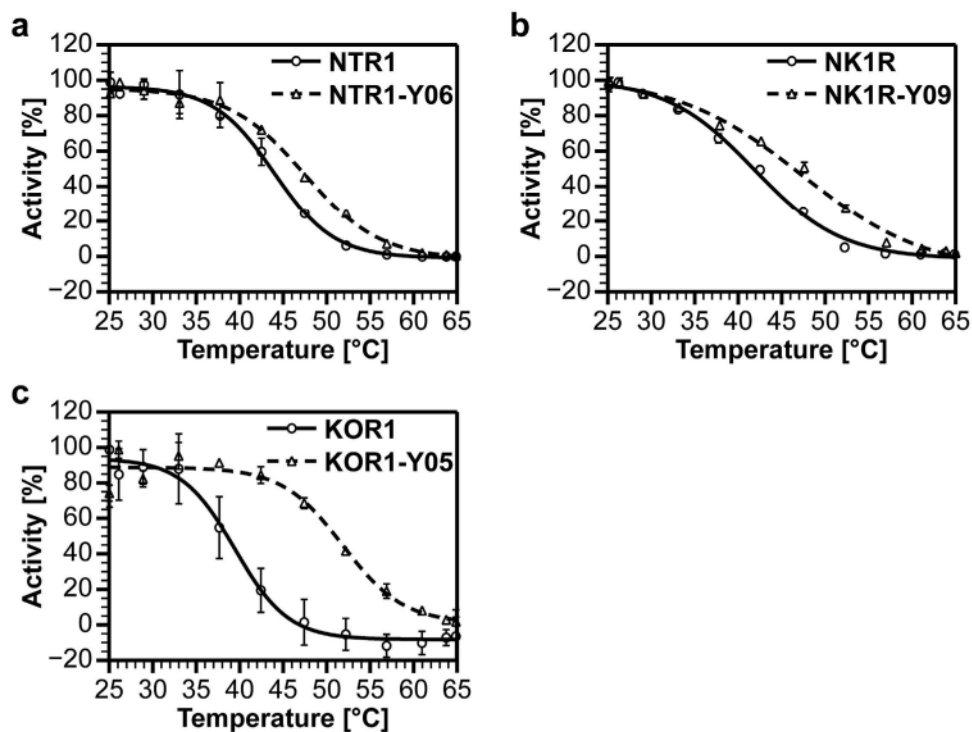 a
120
100
80
60
40
20
0
−20
Activity [%]
NTR1
NTR1-Y06
25 30 35 40 45 50 55 60 65
Temperature [°C]
b
120
100
80
60
40
20
0
−20
Activity [%]
NK1R
NK1R-Y09
25 30 35 40 45 50 55 60 65
Temperature [°C]
c
120
100
80
60
40
20
0
−20
Activity [%]
KOR1
KOR1-Y05
25 30 35 40 45 50 55 60 65
Temperature [°C]